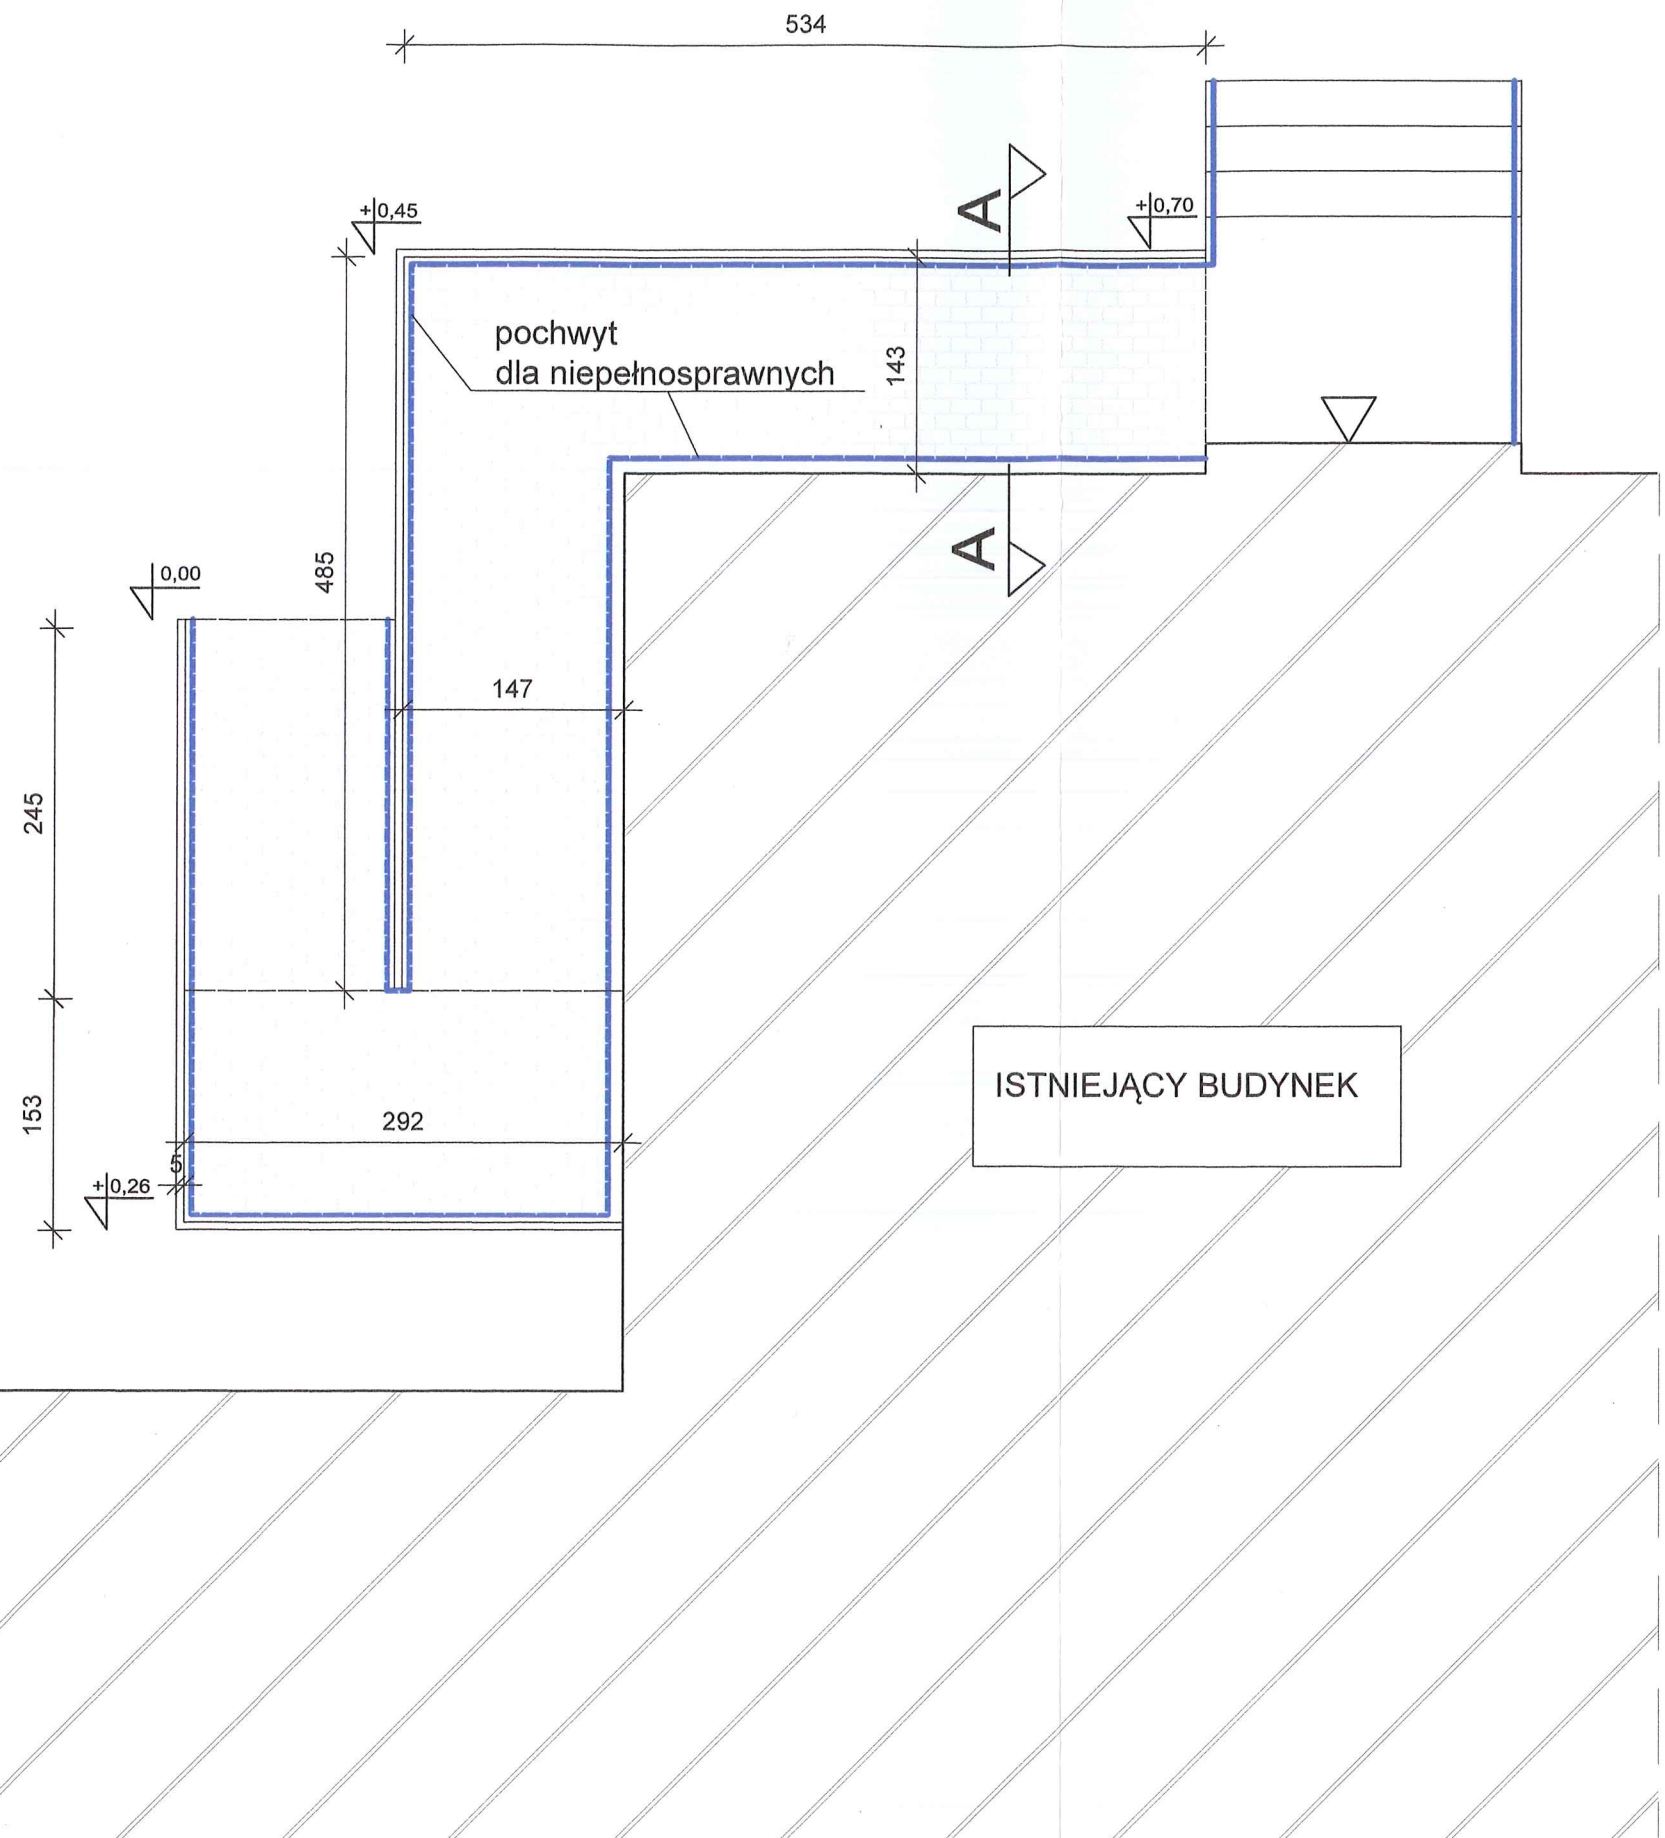 534
+0,45
A
+0,70
pochwyt
dla niepełnosprawnych
143
485
0,00
A
147
245
ISTNIEJĄCY BUDYNEK
153
292
5
+0,26